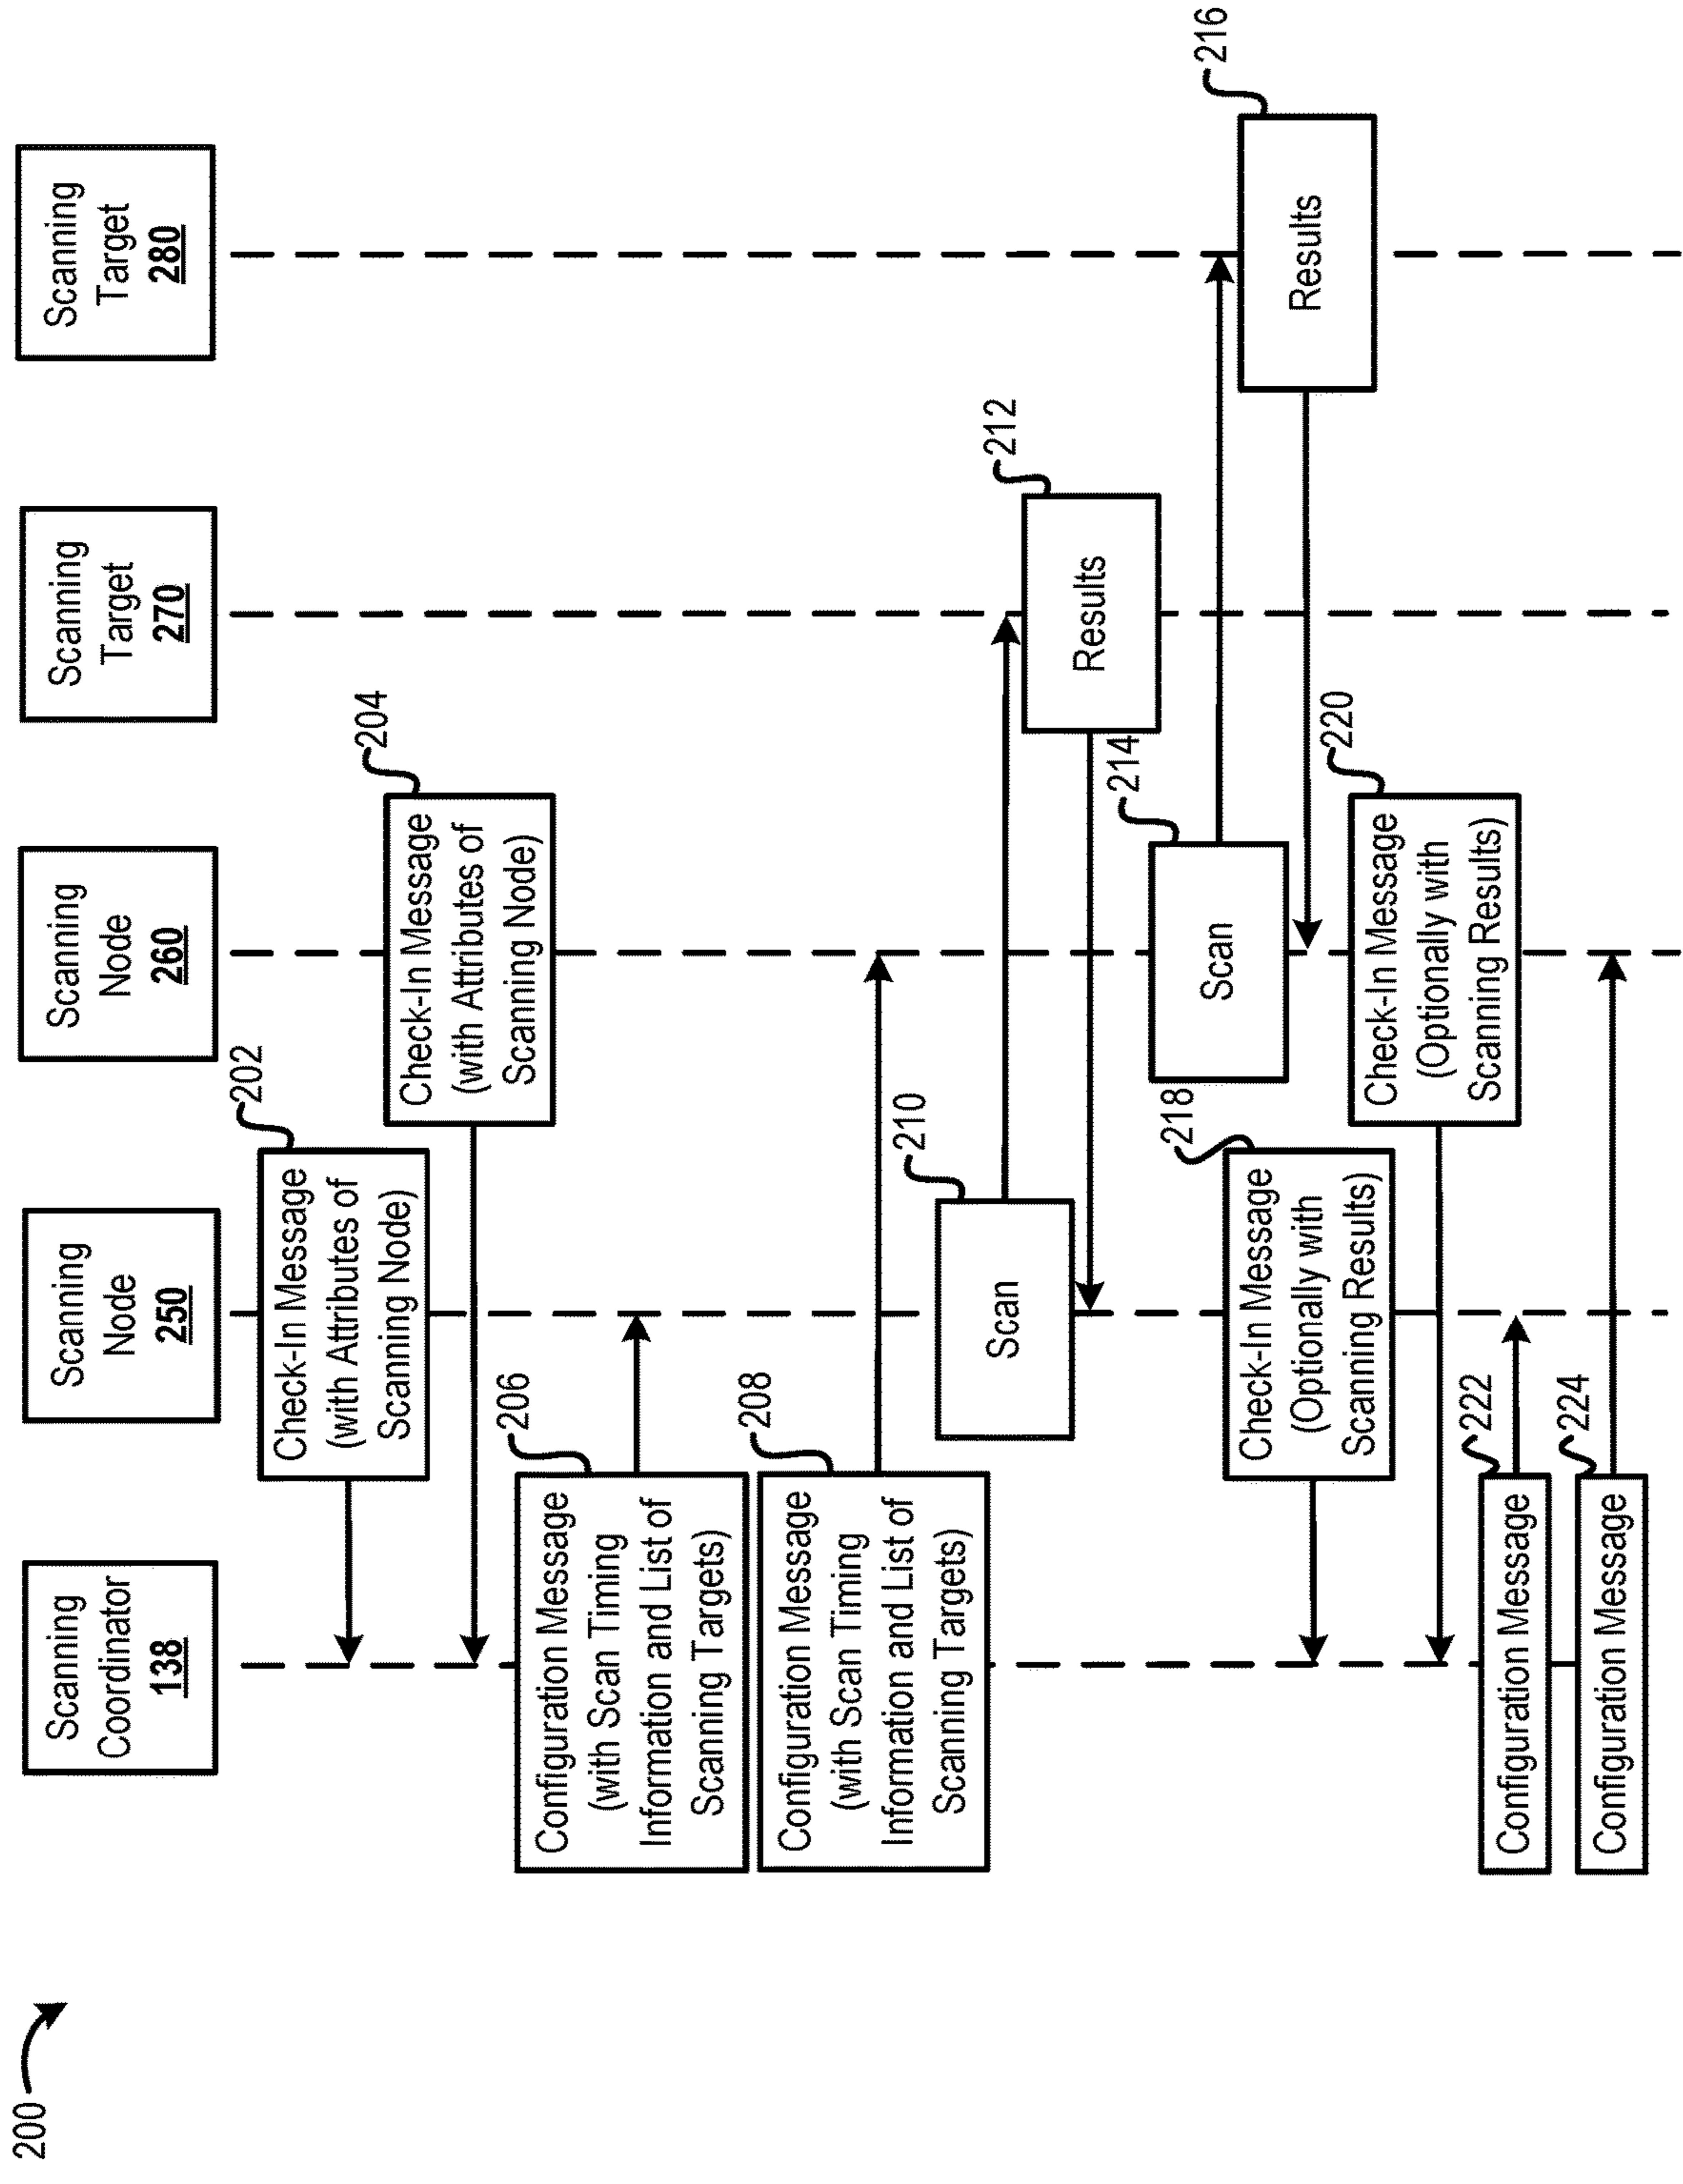 200
Scanning
Coordinator
138
Scanning
Node
250
Scanning
Node
260
Scanning
Target
270
Scanning
Target
280
202
Check-In Message
(with Attributes of
Scanning Node)
204
Check-In Message
(with Attributes of
Scanning Node)
206
Configuration Message
(with Scan Timing
Information and List of
Scanning Targets)
208
Configuration Message
(with Scan Timing
Information and List of
Scanning Targets)
210
Scan
212
Results
214
Scan
216
Results
218
Check-In Message
(Optionally with
Scanning Results)
220
Check-In Message
(Optionally with
Scanning Results)
222
Configuration Message
224
Configuration Message